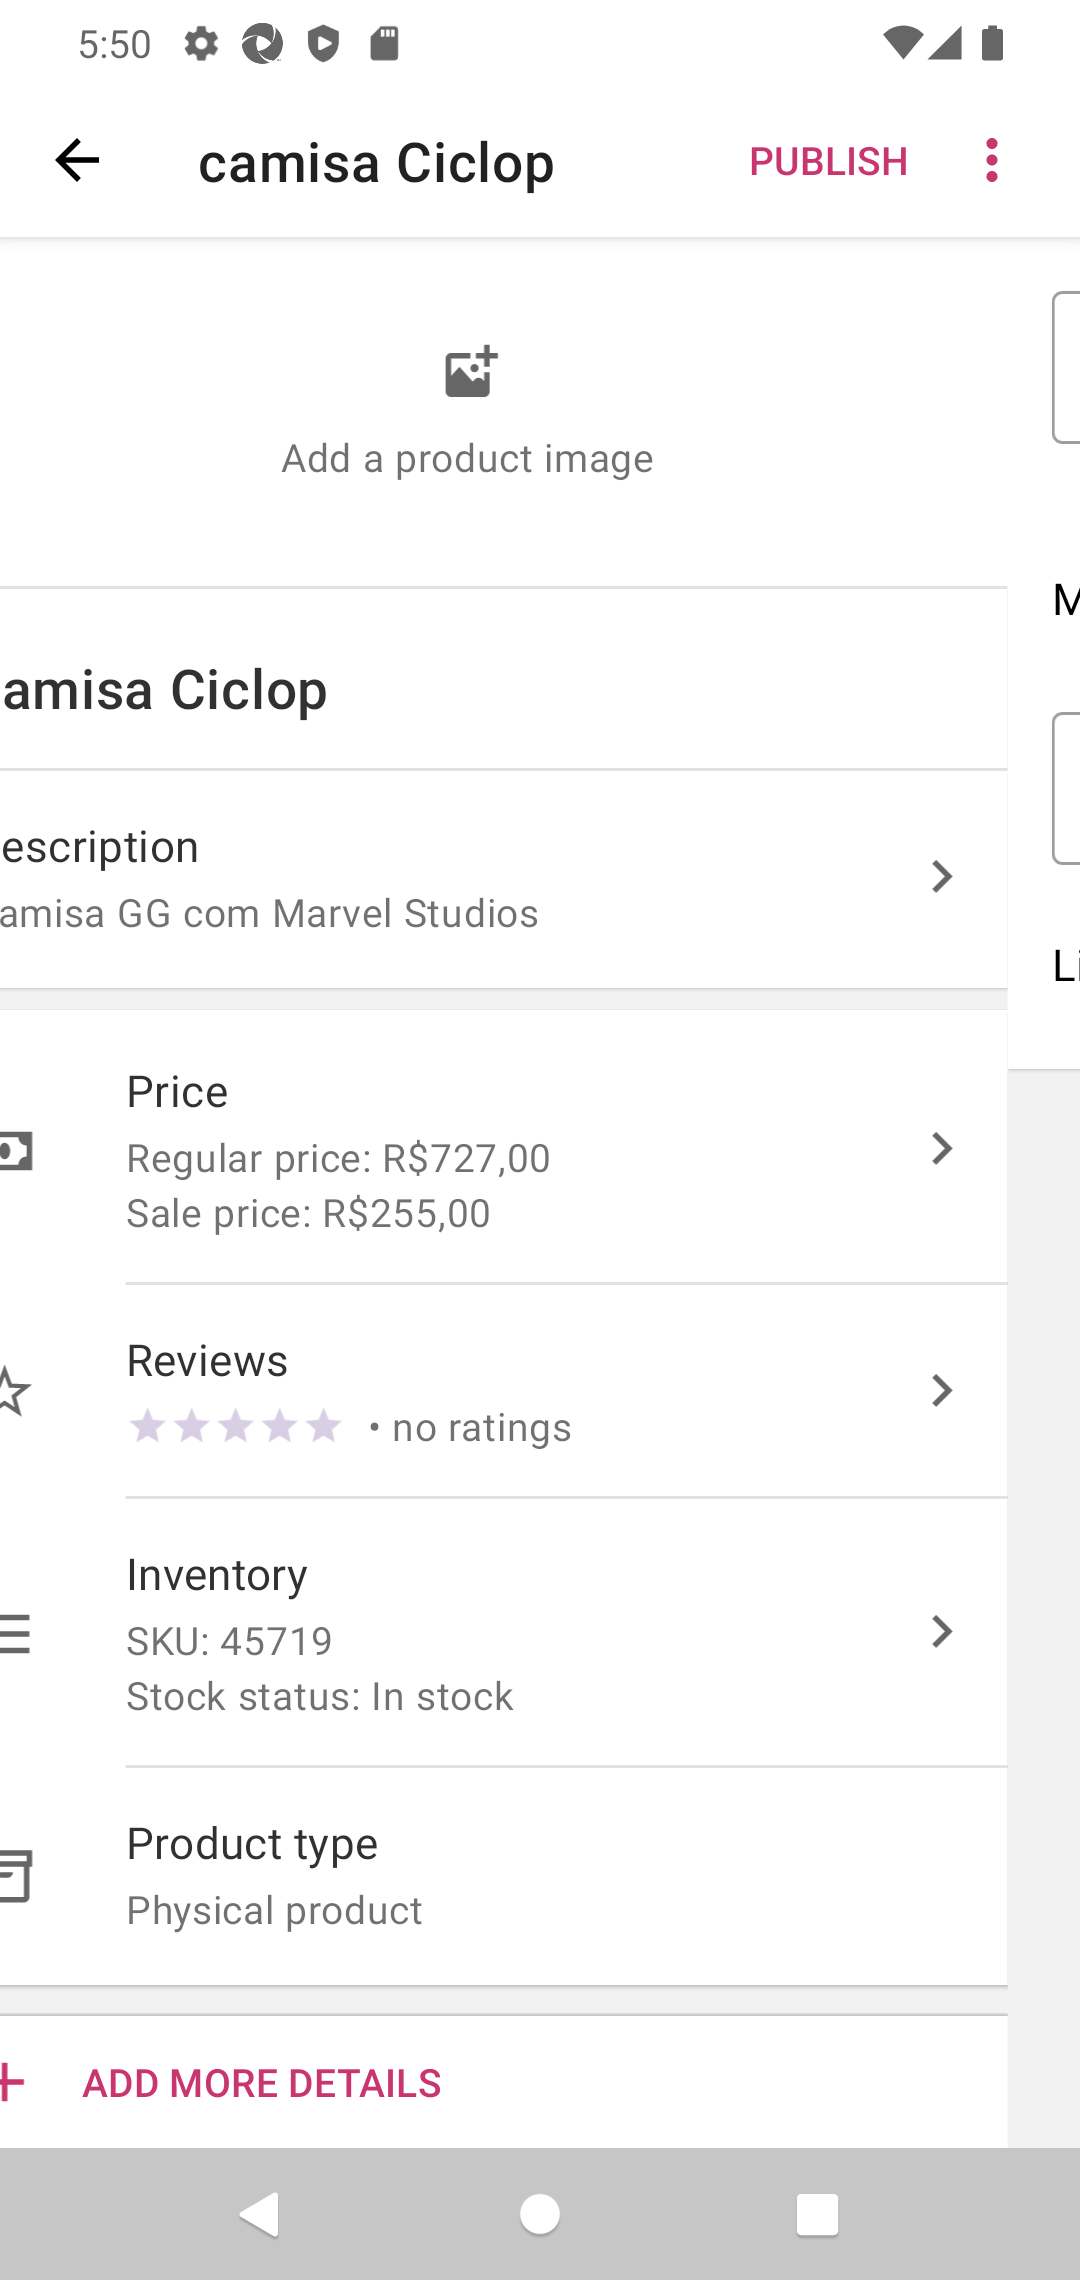 5:50
camisa Ciclop
PUBLISH
Add a product image
amisa Ciclop
escription
amisa GG com Marvel Studios
Price
Regular price: R$727,00
Sale price: R$255,00
Reviews
• no ratings
Inventory
SKU: 45719
Stock status: In stock
Product type
Physical product
ADD MORE DETAILS
Li